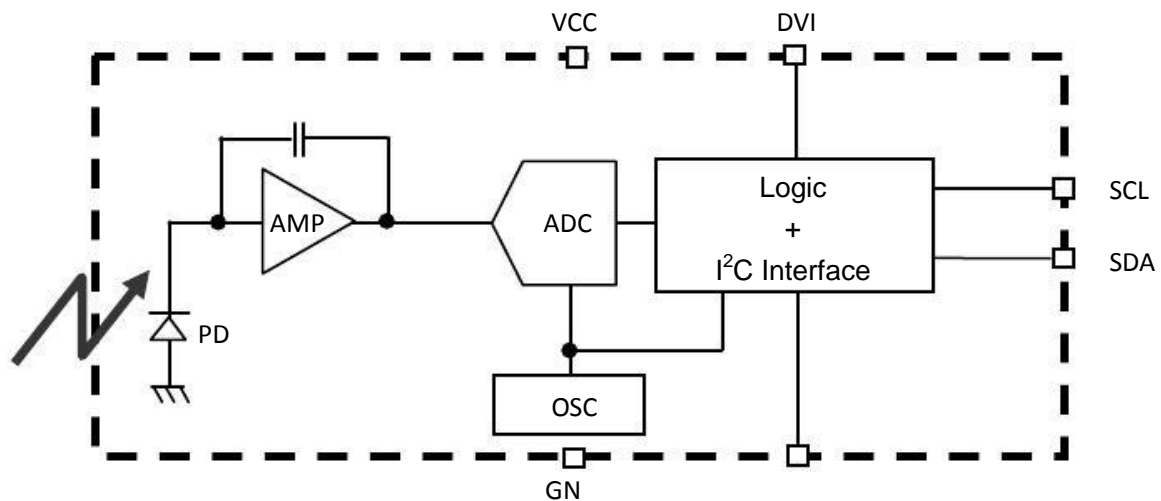 VCC
DVI
AMP
ADC
Logic
+
I²C Interface
SCL
SDA
PD
OSC
GN